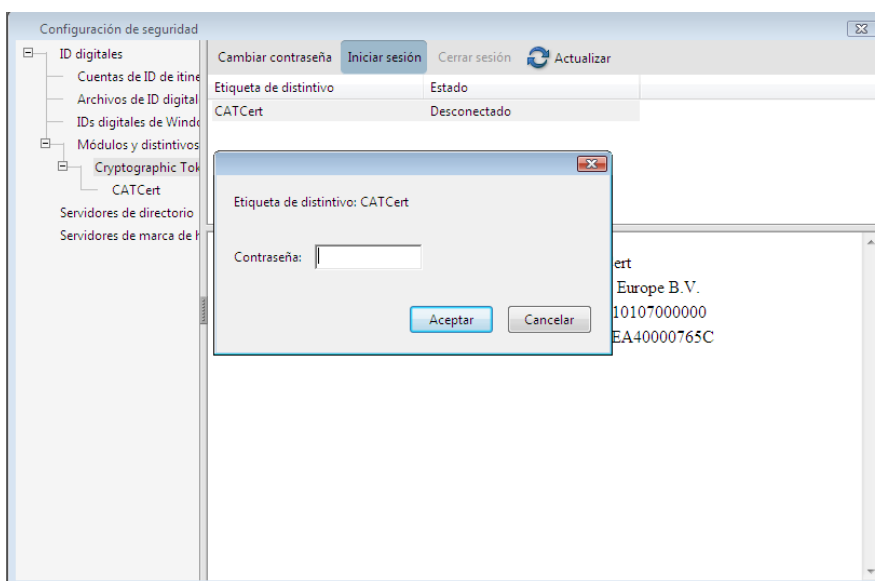 Configuración de seguridad
ID digitales
Cuentas de ID de itine
Archivos de ID digital
IDs digitales de Windo
Módulos y distintivos
Cryptographic Tok
CATCert
Servidores de directorio
Servidores de marca de h
Cambiar contraseña Iniciar sesión Cerrar sesión Actualizar
Etiqueta de distintivo Estado
CATCert Desconectado
Etiqueta de distintivo: CATCert
Contraseña:
Aceptar Cancelar
ert
Europe B.V.
10107000000
EA40000765C